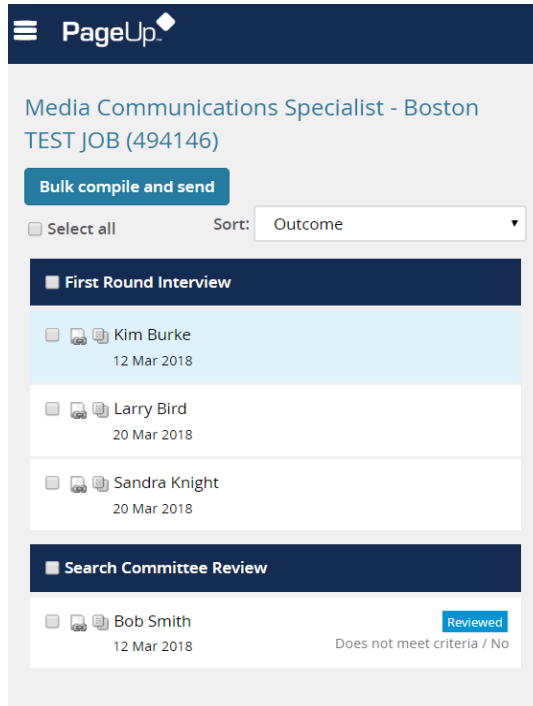 PageUp™
Media Communications Specialist - Boston
TEST JOB (494146)
Bulk compile and send
Select all Sort: Outcome
First Round Interview
Kim Burke
12 Mar 2018
Larry Bird
20 Mar 2018
Sandra Knight
20 Mar 2018
Search Committee Review
Bob Smith Reviewed
12 Mar 2018 Does not meet criteria / No